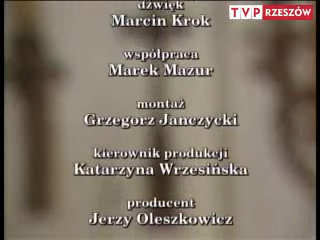 dźwięk
Marcin Krok
TVP RZESZÓW
współpraca
Marek Mazur
montaż
Grzegorz Janczycki
kierownik produkcji
Katarzyna Wrzesińska
producent
Jerzy Oleszkowicz